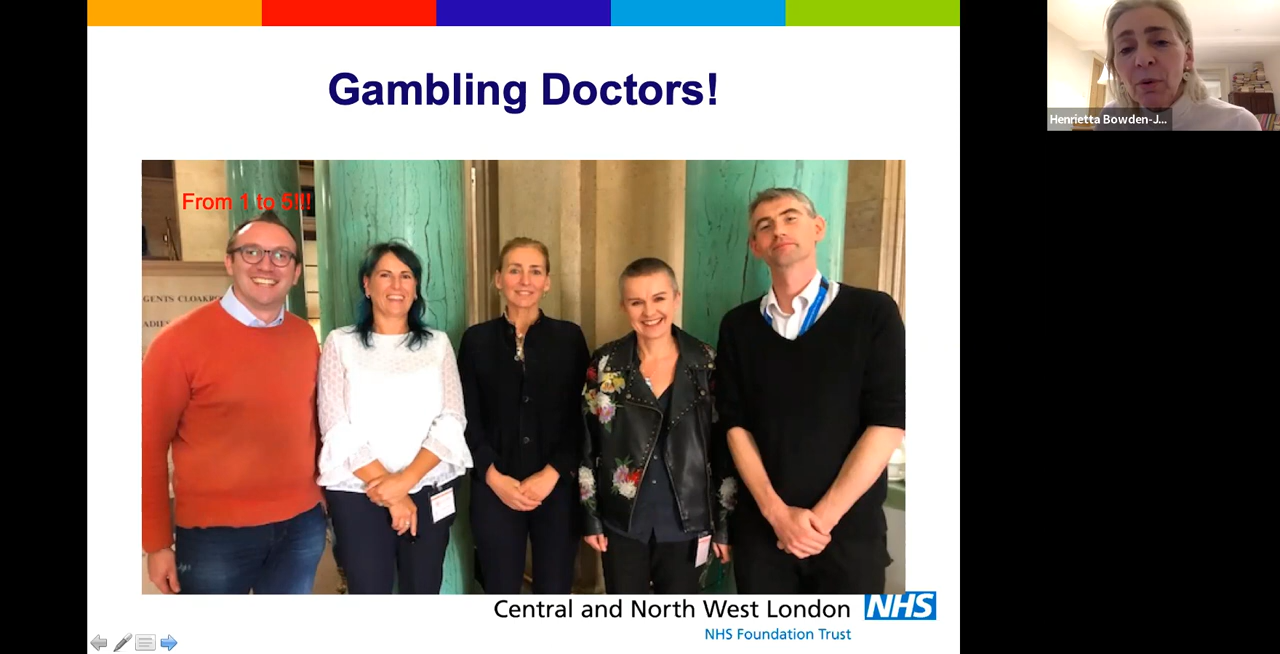 Gambling Doctors!
From 1 to 5!!!
Henrietta Bowden-J...
Central and North West London
NHS
NHS Foundation Trust